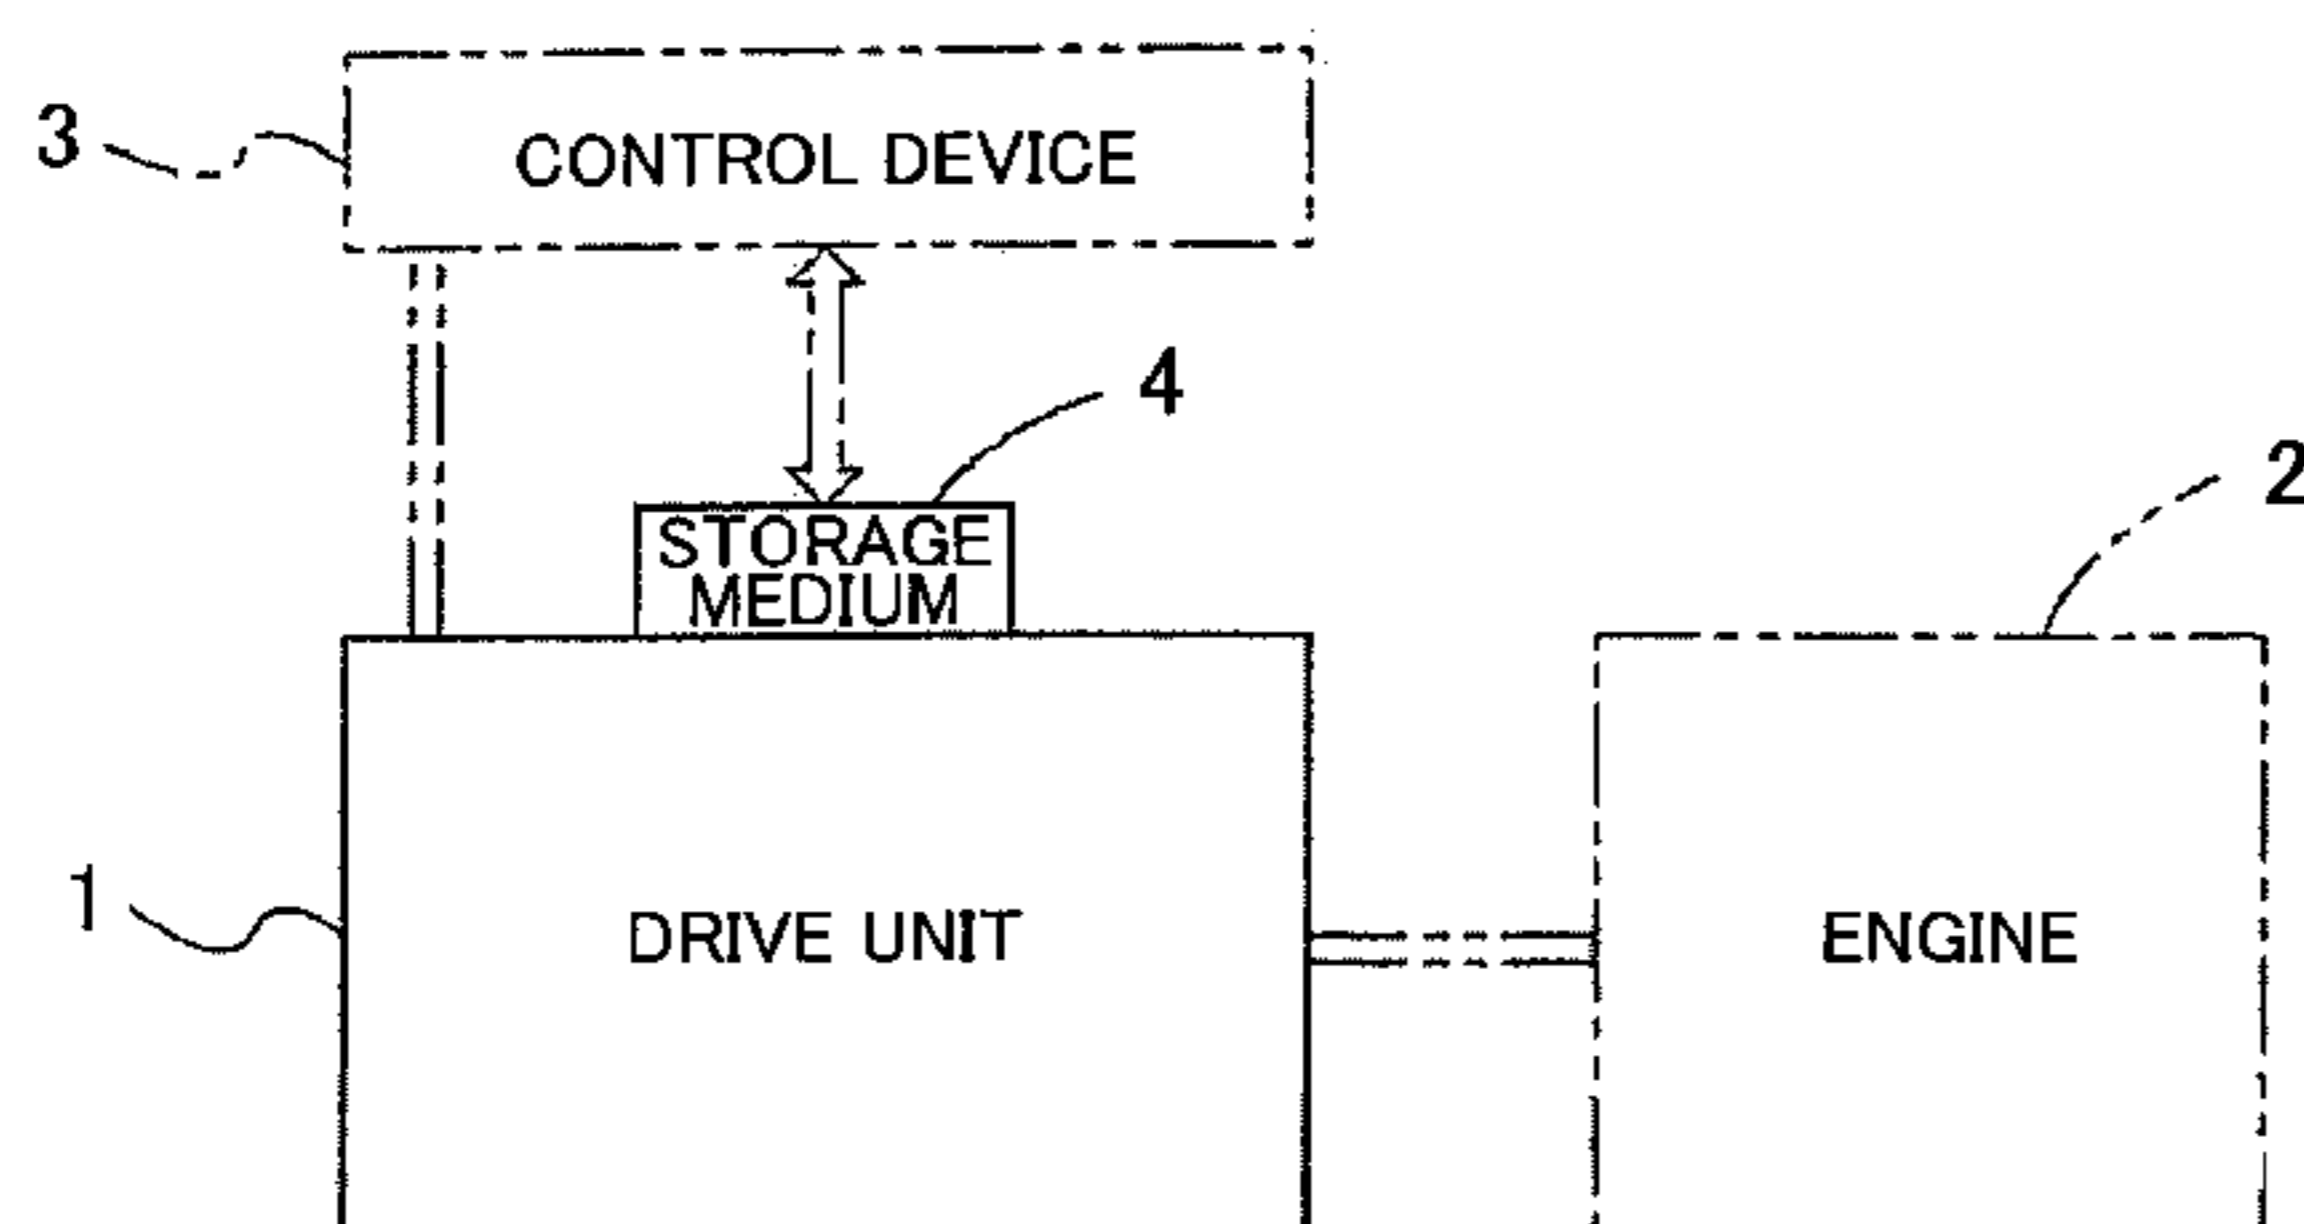 3
CONTROL DEVICE
4
2
STORAGE
MEDIUM
1
DRIVE UNIT
ENGINE